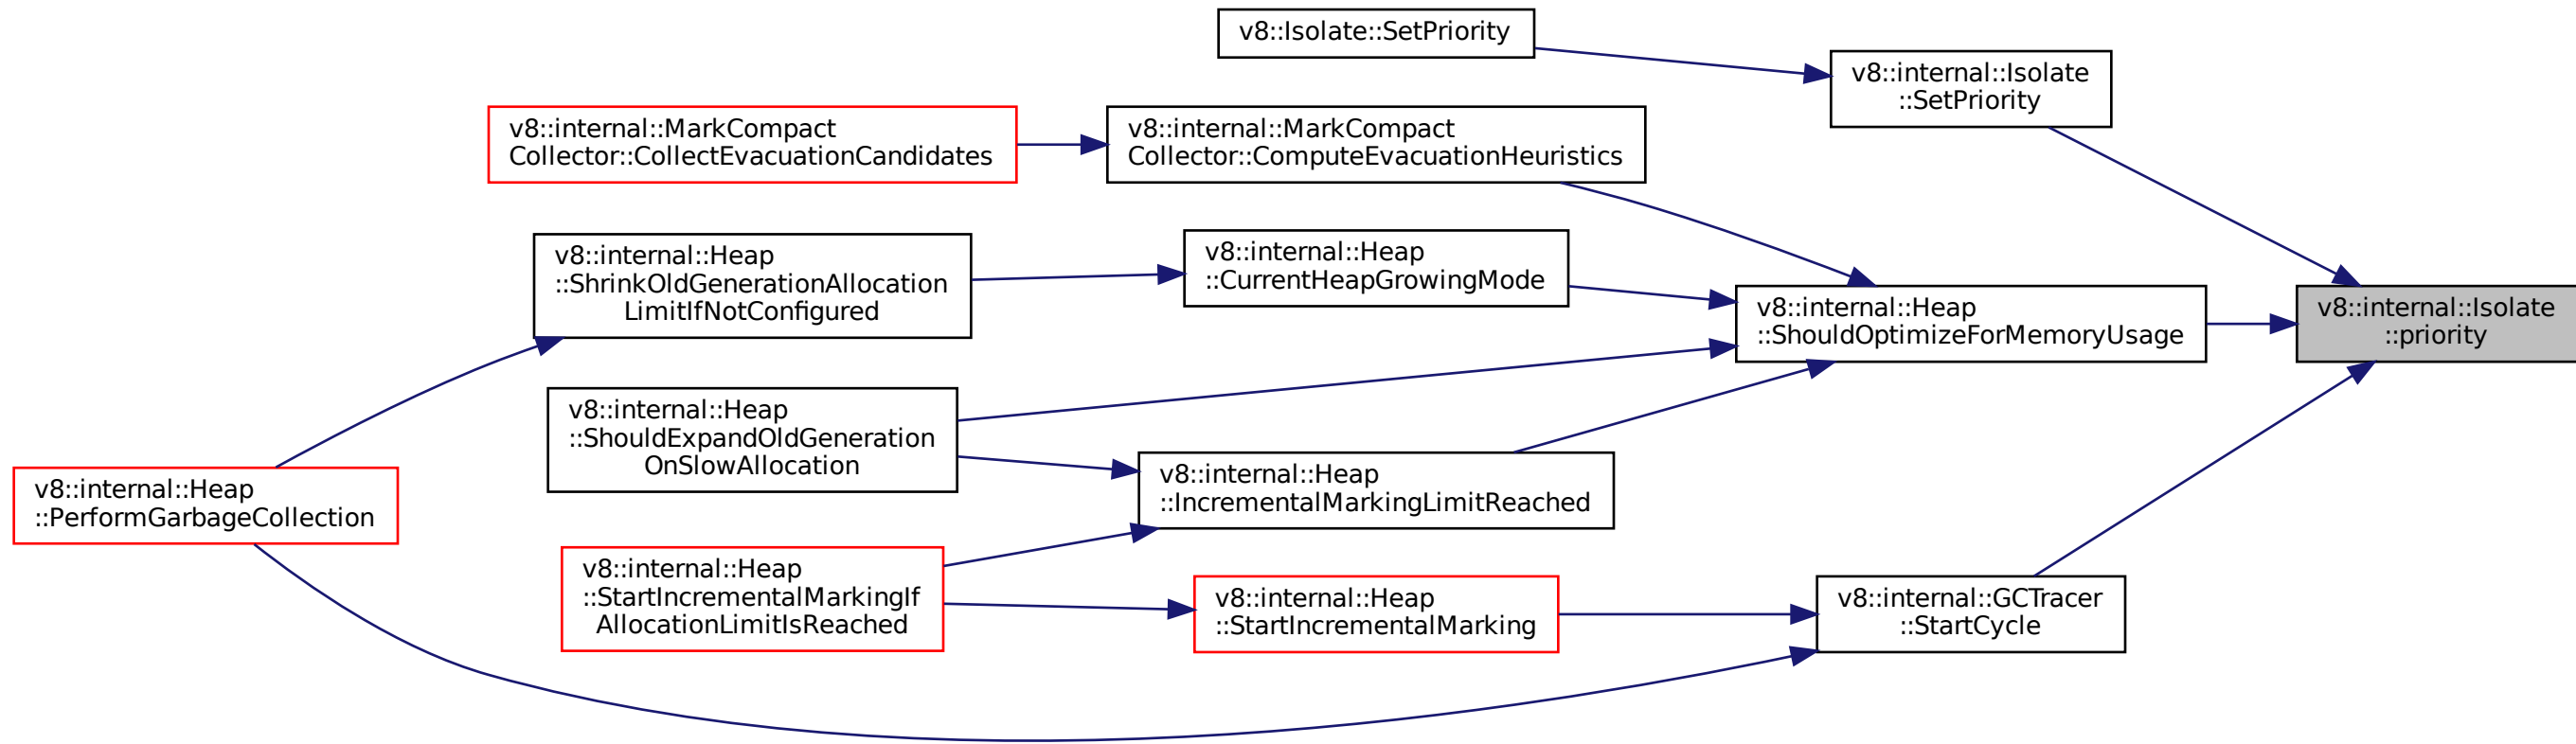 v8::Isolate::SetPriority
v8::internal::Isolate
::SetPriority
v8::internal::MarkCompact
Collector::CollectEvacuationCandidates
v8::internal::MarkCompact
Collector::ComputeEvacuationHeuristics
v8::internal::Heap
::ShrinkOldGenerationAllocation
LimitIfNotConfigured
v8::internal::Heap
::CurrentHeapGrowingMode
v8::internal::Heap
::ShouldOptimizeForMemoryUsage
v8::internal::Isolate
::priority
v8::internal::Heap
::ShouldExpandOldGeneration
OnSlowAllocation
v8::internal::Heap
::IncrementalMarkingLimitReached
v8::internal::Heap
::PerformGarbageCollection
v8::internal::Heap
::StartIncrementalMarkingIf
AllocationLimitIsReached
v8::internal::Heap
::StartIncrementalMarking
v8::internal::GCTracer
::StartCycle